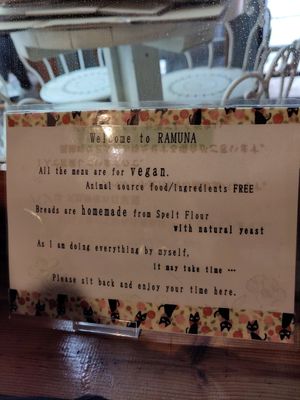 Welcome to RAMUNA
All the menu are for vegan.
Animal source food/ingredients FREE
Breads are homemade from Spelt Flour
with natural yeast
As I am doing everything by myself,
it may take time …
Please sit back and enjoy your time here.